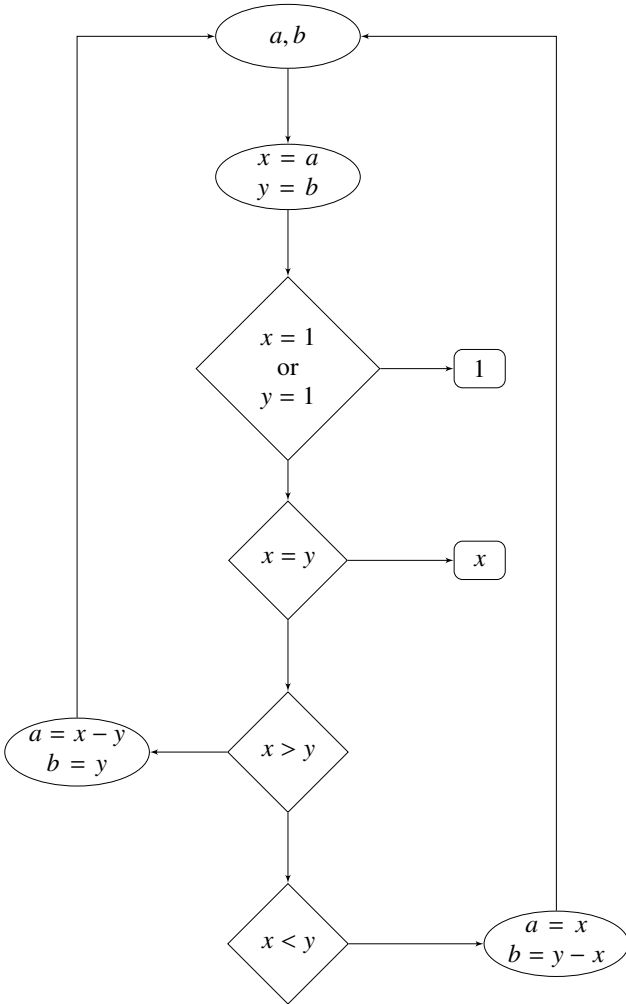 a, b
x = a
y = b
x = 1
or
y = 1
1
x = y
x
a = x − y
b = y
x > y
x < y
a = x
b = y − x